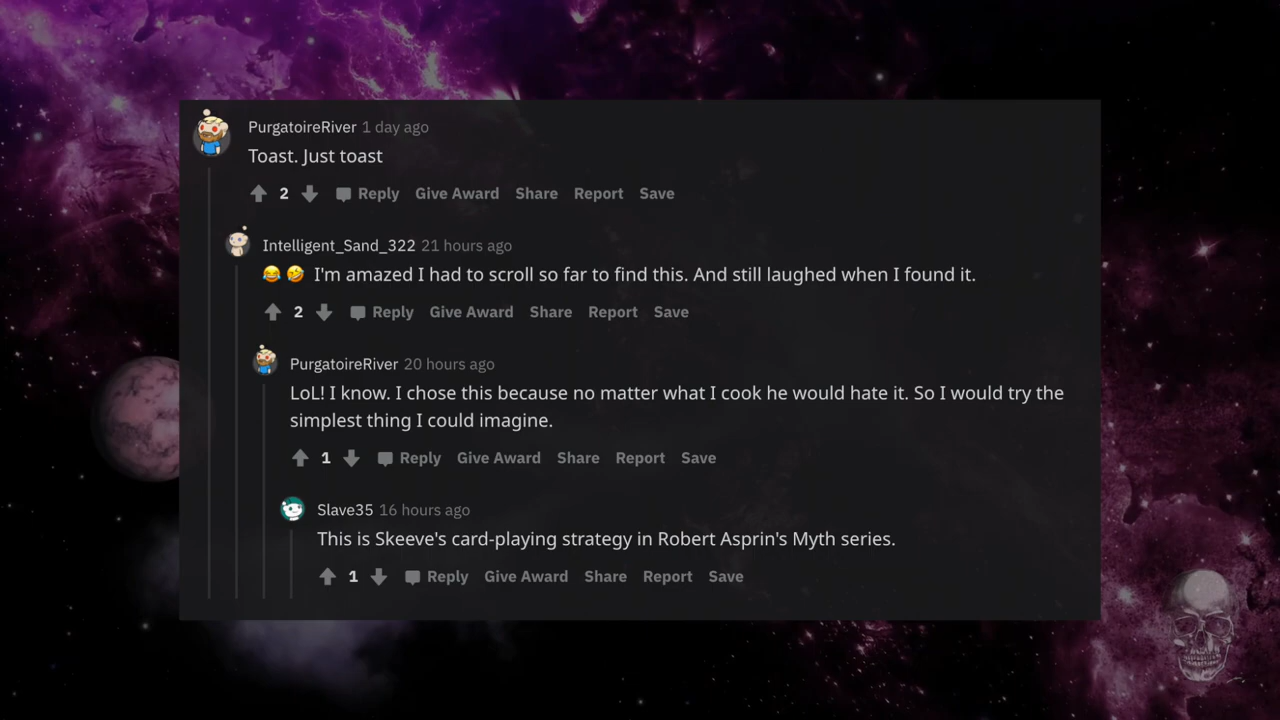 PurgatoireRiver 1 day ago
Toast. Just toast
2 Reply Give Award Share Report Save
Intelligent_Sand_322 21 hours ago
😂 🤣 I'm amazed I had to scroll so far to find this. And still laughed when I found it.
2 Reply Give Award Share Report Save
PurgatoireRiver 20 hours ago
LoL! I know. I chose this because no matter what I cook he would hate it. So I would try the
simplest thing I could imagine.
1 Reply Give Award Share Report Save
Slave35 16 hours ago
This is Skeeve's card-playing strategy in Robert Asprin's Myth series.
1 Reply Give Award Share Report Save